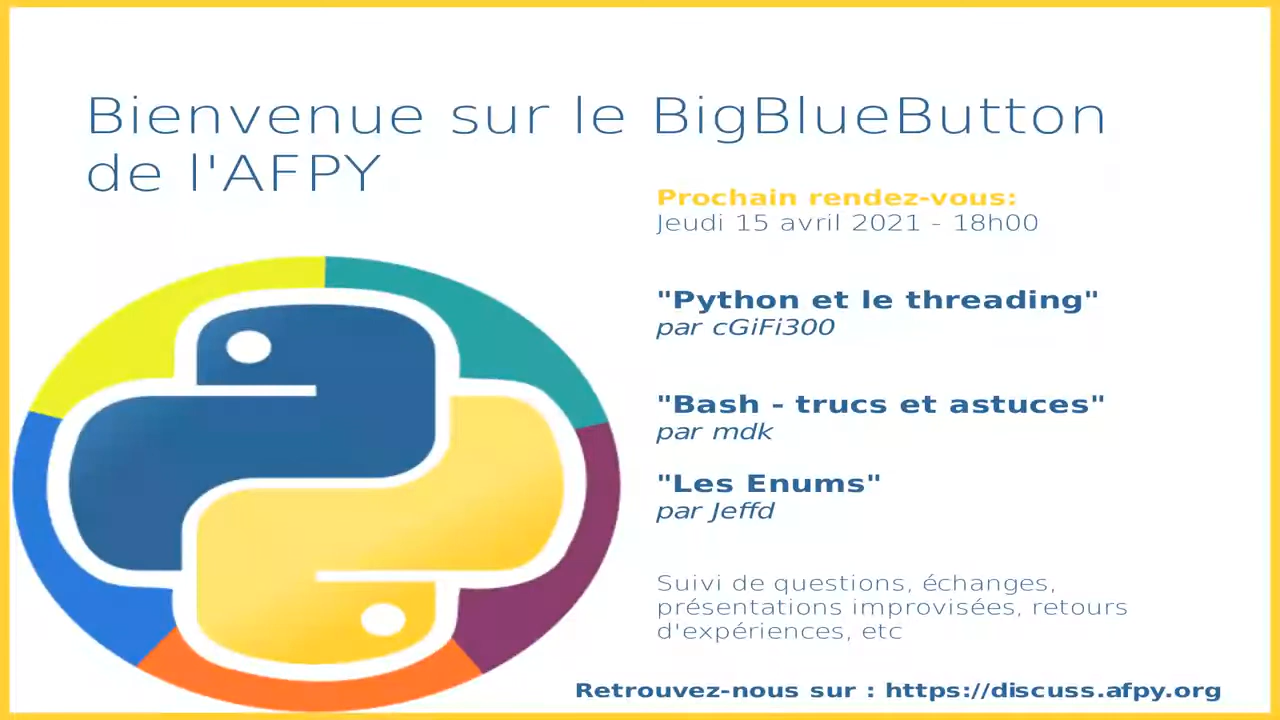 Bienvenue sur le BigBlueButton
de l'AFPY
Prochain rendez-vous:
Jeudi 15 avril 2021 - 18h00
"Python et le threading"
par cGiFi300
"Bash - trucs et astuces"
par mdk
"Les Enums"
par Jeffd
Suivi de questions, échanges,
présentations improvisées, retours
d'expériences, etc
Retrouvez-nous sur : https://discuss.afpy.org